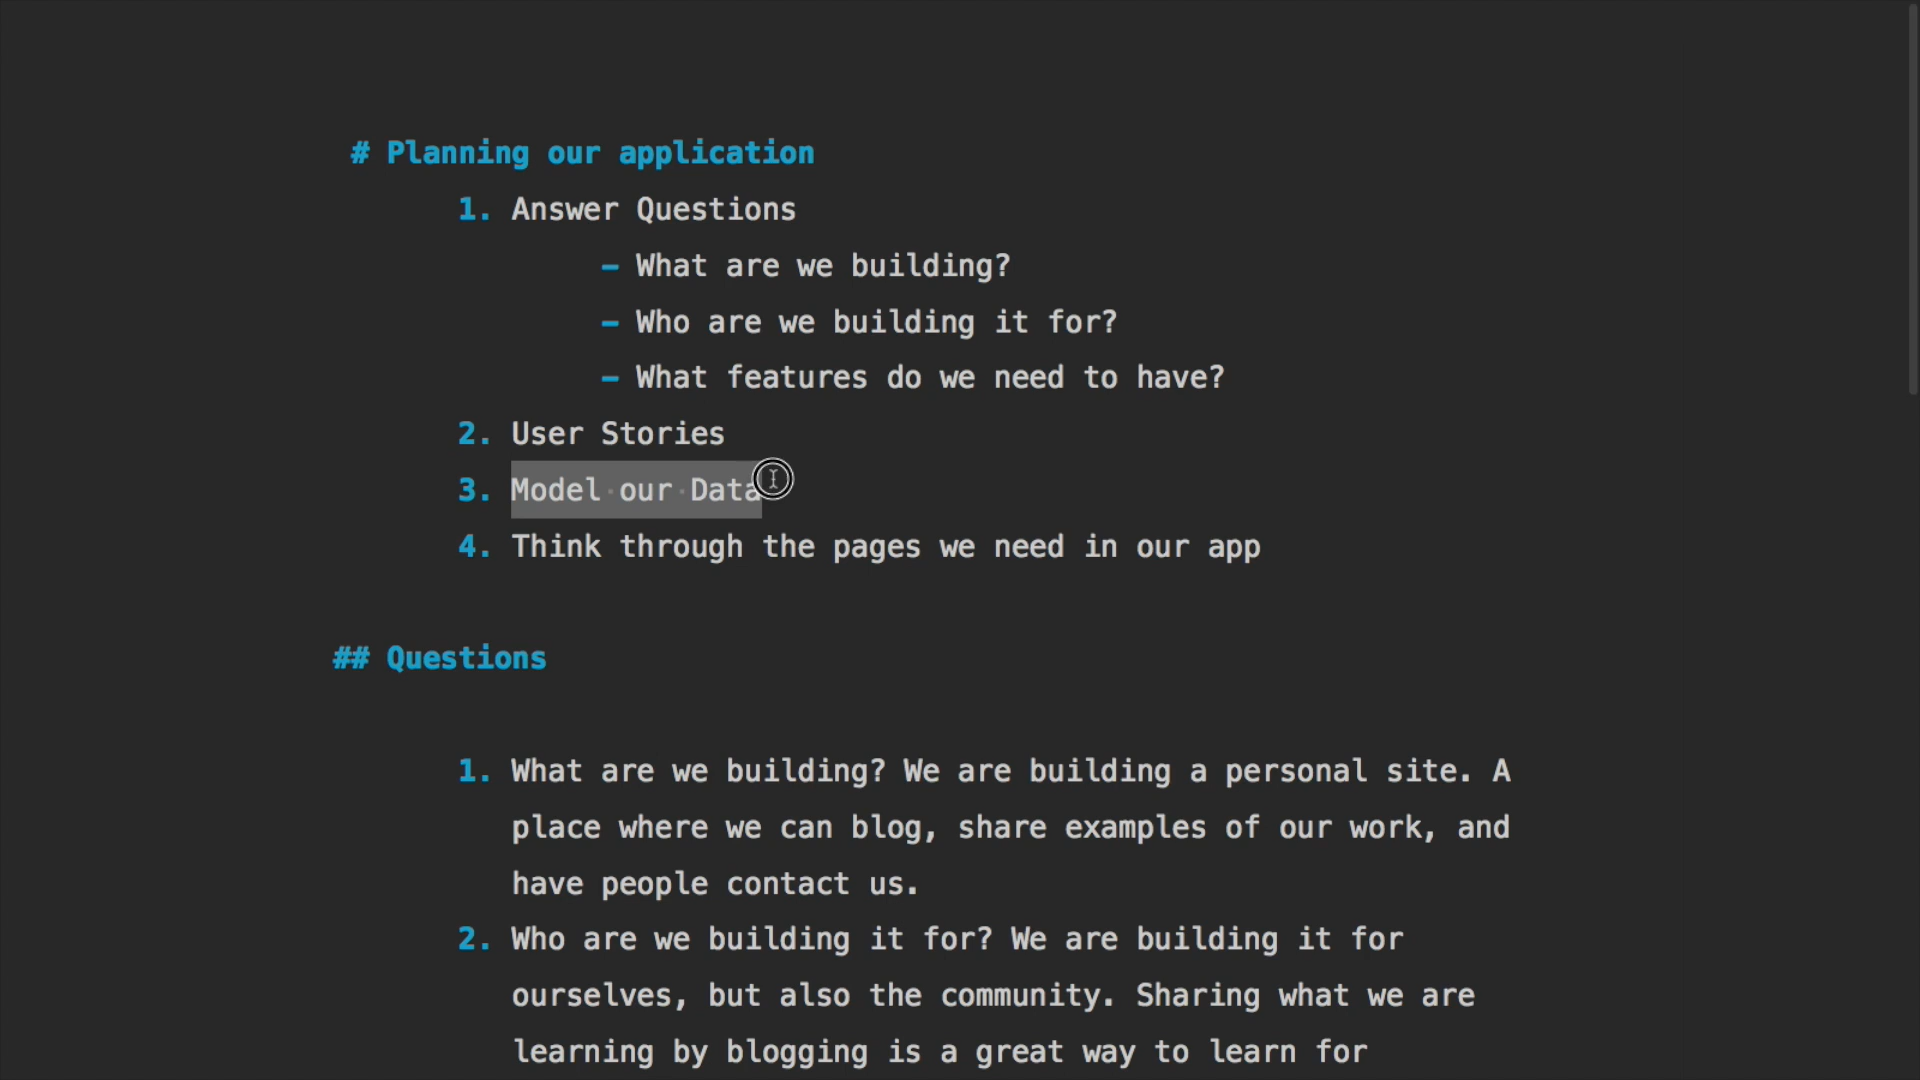 # Planning our application
1. Answer Questions
- What are we building?
- Who are we building it for?
- What features do we need to have?
2. User Stories
3. Model our Data
4. Think through the pages we need in our app
## Questions
1. What are we building? We are building a personal site. A
place where we can blog, share examples of our work, and
have people contact us.
2. Who are we building it for? We are building it for
ourselves, but also the community. Sharing what we are
learning by blogging is a great way to learn for